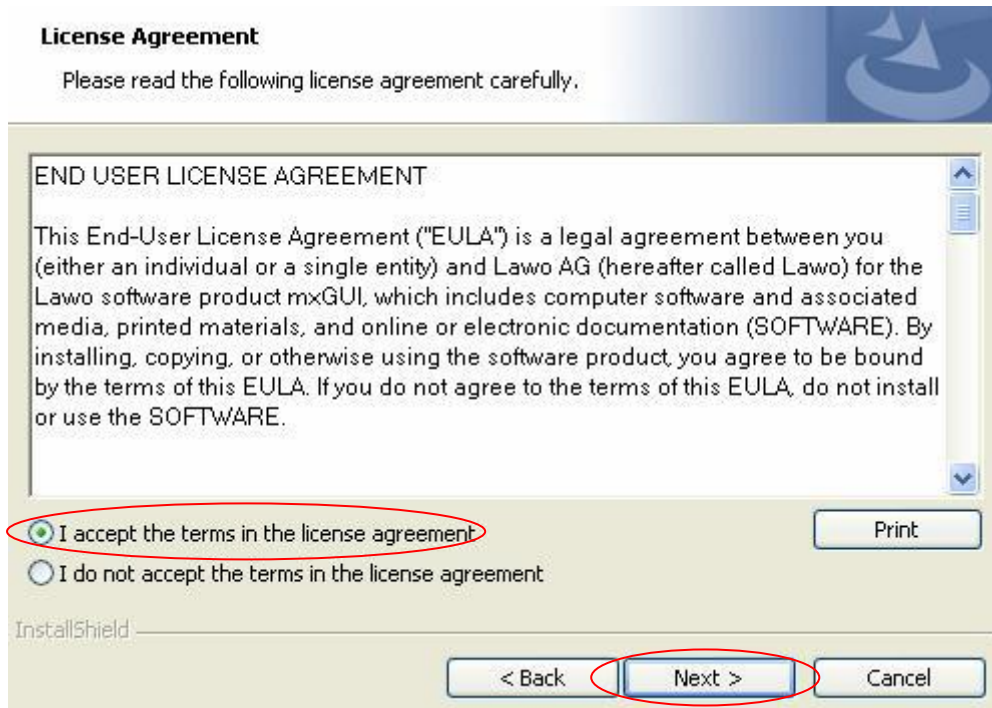 License Agreement
Please read the following license agreement carefully.
END USER LICENSE AGREEMENT
This End-User License Agreement ("EULA") is a legal agreement between you
(either an individual or a single entity) and Lawo AG (hereafter called Lawo) for the
Lawo software product mxGUI, which includes computer software and associated
media, printed materials, and online or electronic documentation (SOFTWARE). By
installing, copying, or otherwise using the software product, you agree to be bound
by the terms of this EULA. If you do not agree to the terms of this EULA, do not install
or use the SOFTWARE.
I accept the terms in the license agreement
Print
I do not accept the terms in the license agreement
InstallShield
< Back
Next >
Cancel